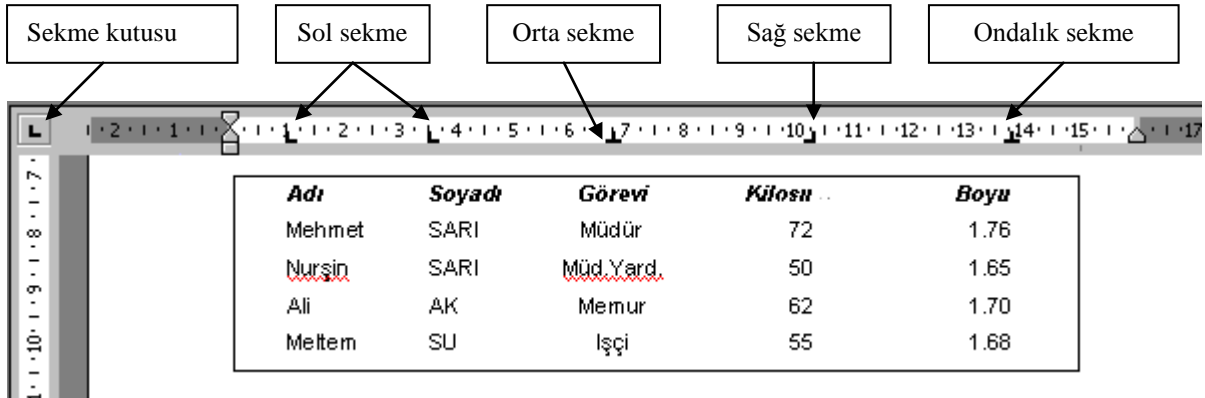 Sekme kutusu Sol sekme Orta sekme Sağ sekme Ondalık sekme
2 1 1 2 3 4 5 6 7 8 9 10 11 12 13 14 15 17
7
Adı Soyadı Görevi Kilosu Boyu
8
Mehmet SARI Müdür 72 1.76
9
Nurşin SARI Müd.Yard. 50 1.65
Ali AK Memur 62 1.70
10
Meltem SU Işçi 55 1.68